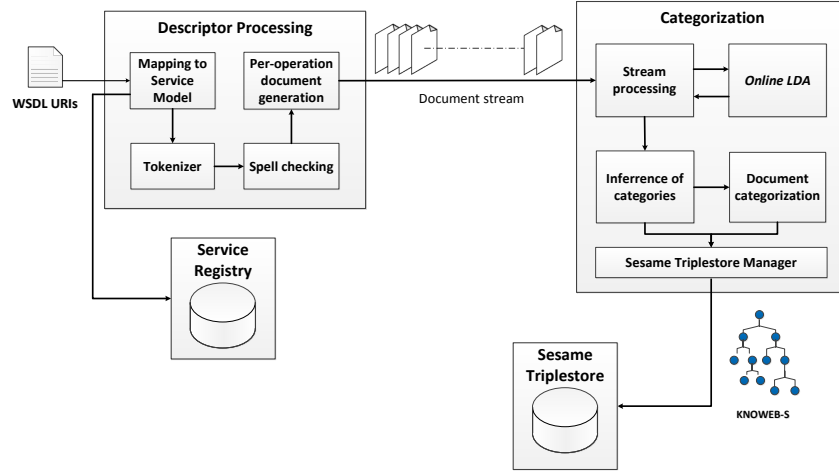 Descriptor Processing
Categorization
Mapping to
Service
Model
Per-operation
document
generation
WSDL URIs
Tokenizer
Spell checking
Document stream
Stream
processing
Online LDA
Inferrence of
categories
Document
categorization
Sesame Triplestore Manager
Service
Registry
Sesame
Triplestore
KNOWEB-S